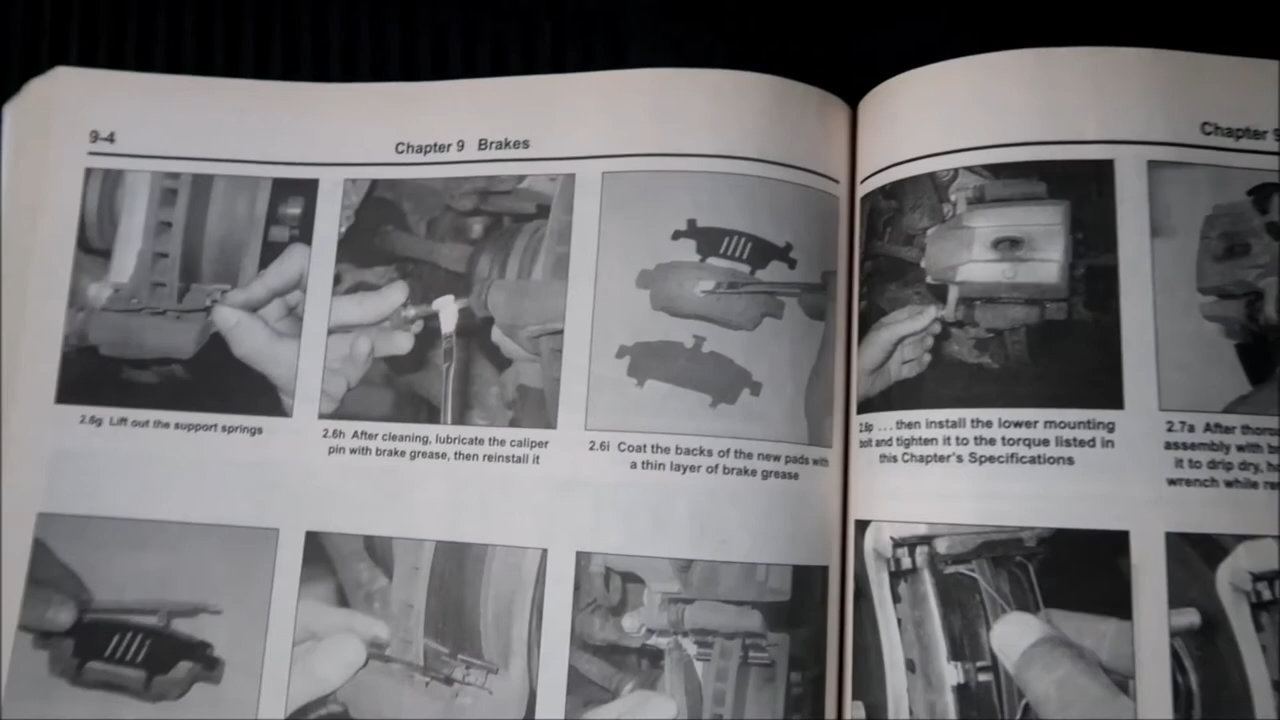 9-4
Chapter 9 Brakes
2.6g Lift out the support springs
2.6h After cleaning, lubricate the caliper
pin with brake grease, then reinstall it
2.6i Coat the backs of the new pads with
a thin layer of brake grease
Chapter 9
2.6p ... then install the lower mounting
bolt and tighten it to the torque listed in
this Chapter's Specifications
2.7a After
assembly with
it to drip dry,
wrench while